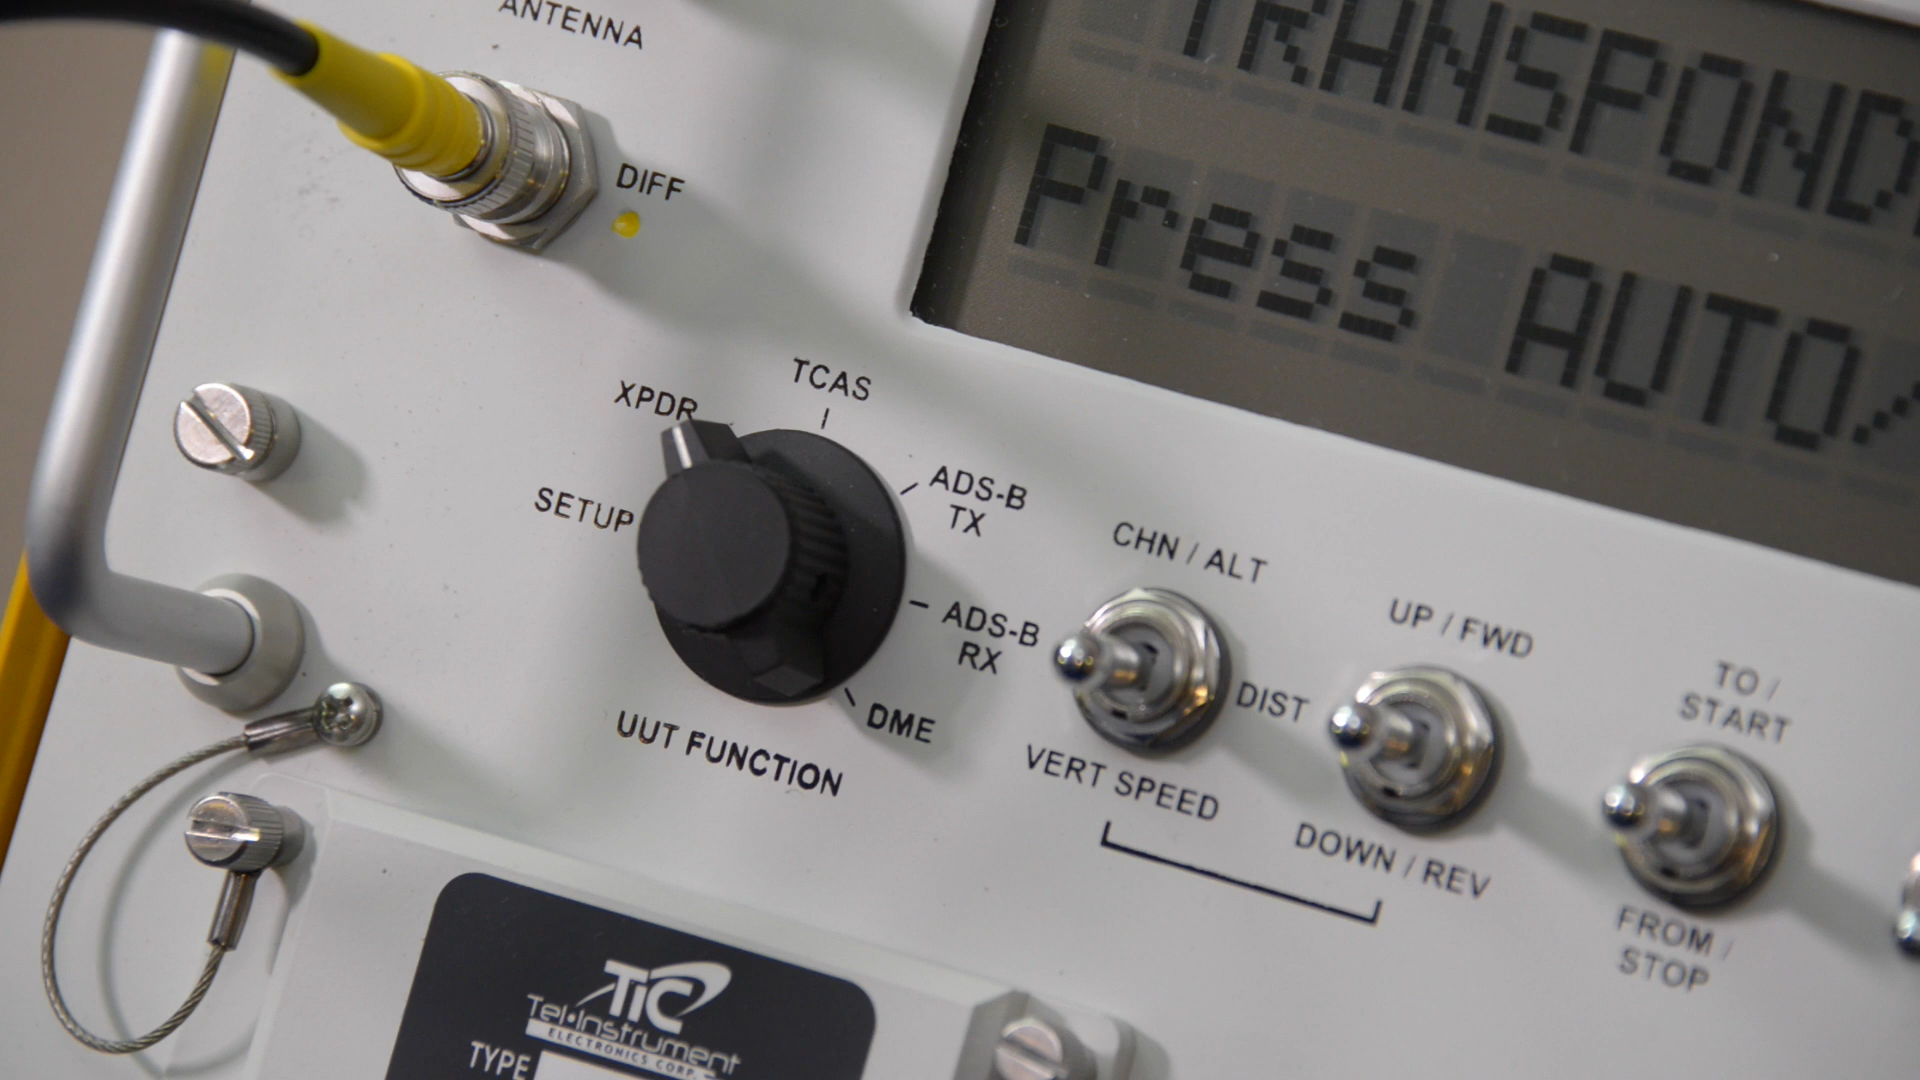 ANTENNA
TRANSPOND
Press AUTO/
DIFF
TCAS
XPDR
ADS-B
TX
SETUP
CHN / ALT
UP / FWD
ADS-B
RX
TO /
START
DIST
DME
UUT FUNCTION
VERT SPEED
DOWN / REV
FROM /
STOP
TIC
Tel-Instrument
ELECTRONICS CORP.
TYPE